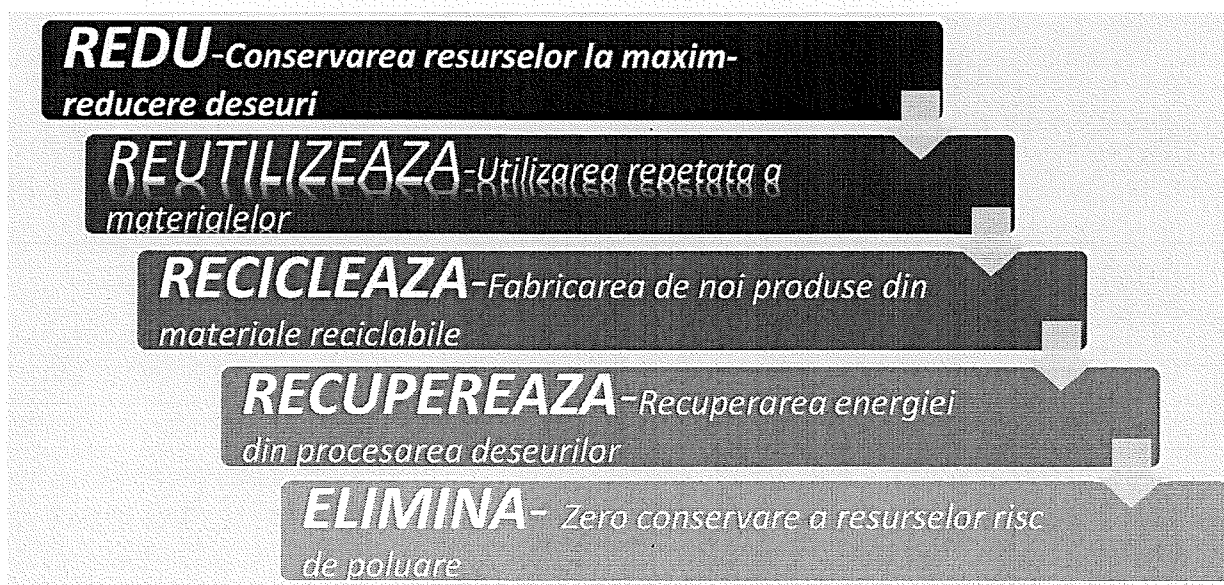 REDU-Conservarea resurselor la maxim-
reducere deseuri
REUTILIZEAZA-Utilizarea repetata a
materialelor
RECICLEAZA-Fabricarea de noi produse din
materiale reciclabile
RECUPEREAZA-Recuperarea energiei
din procesarea deseurilor
ELIMINA- Zero conservare a resurselor risc
de poluare